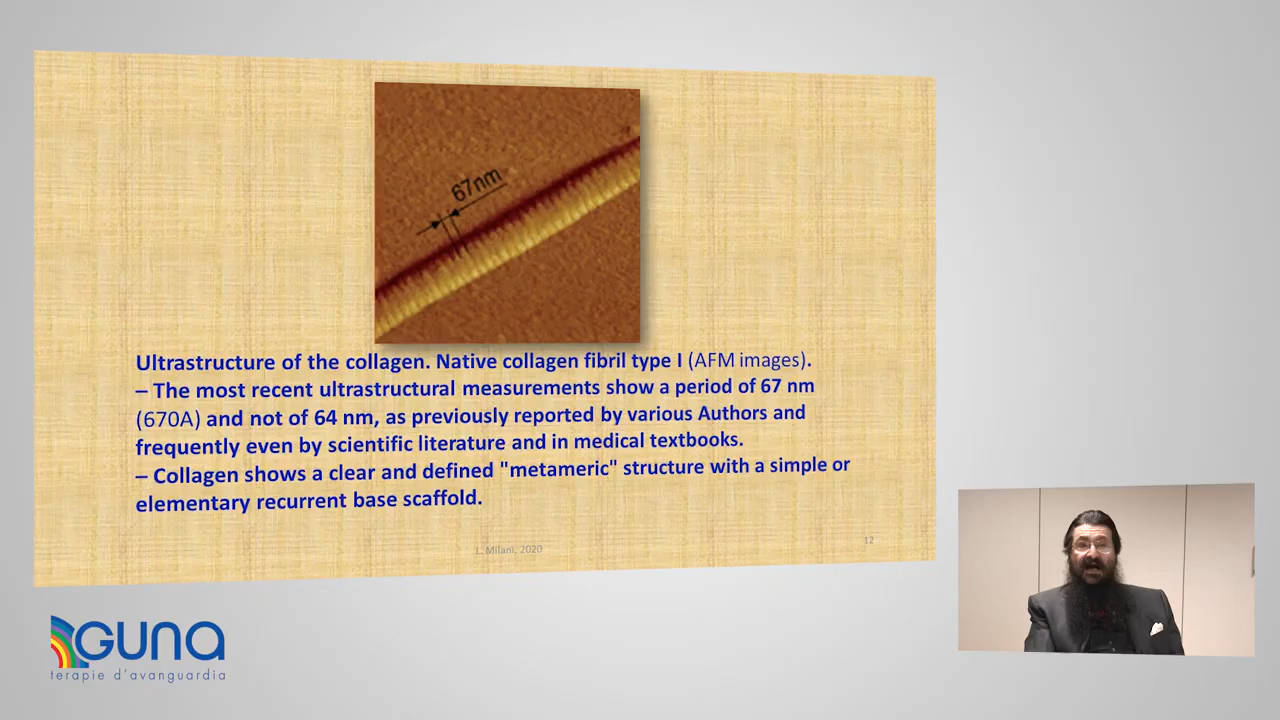 67nm
Ultrastructure of the collagen. Native collagen fibril type I (AFM images).
– The most recent ultrastructural measurements show a period of 67 nm
(670A) and not of 64 nm, as previously reported by various Authors and
frequently even by scientific literature and in medical textbooks.
– Collagen shows a clear and defined "metameric" structure with a simple or
elementary recurrent base scaffold.
L. Milani, 2020
12
GUNA
terapie d'avanguardia